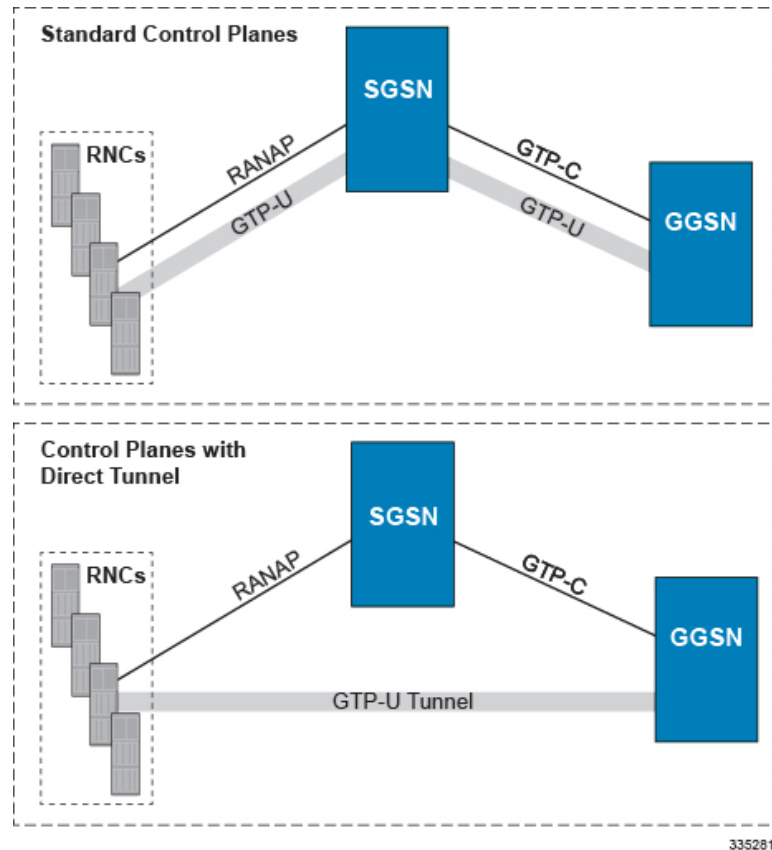 Standard Control Planes
SGSN
RNCs
RANAP
GTP-U
GTP-C
GTP-U
GGSN
Control Planes with
Direct Tunnel
SGSN
RNCs
RANAP
GTP-C
GGSN
GTP-U Tunnel
335281